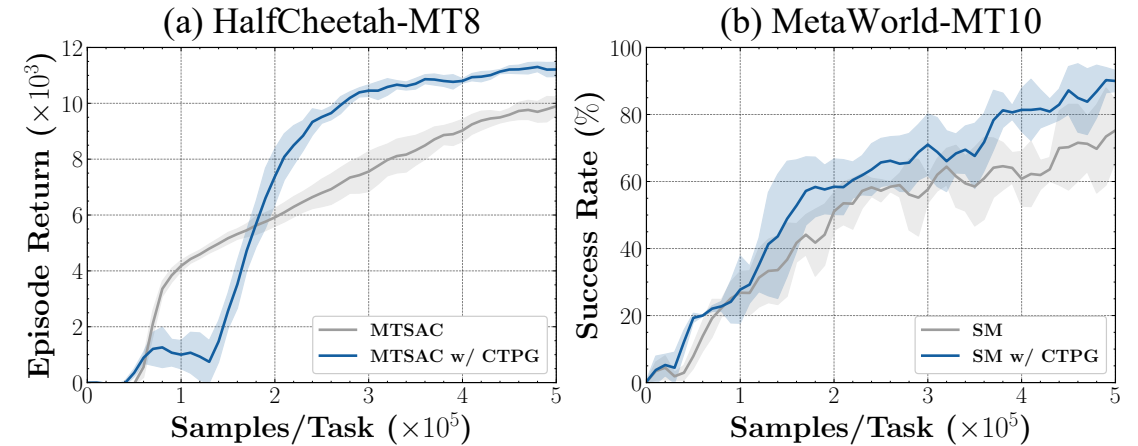 (a) HalfCheetah-MT8
Episode Return (×10³)
12
10
8
6
4
2
0
0 1 2 3 4 5
Samples/Task (×10⁵)
MTSAC
MTSAC w/ CTPG
(b) MetaWorld-MT10
Success Rate (%)
100
80
60
40
20
0
0 1 2 3 4 5
Samples/Task (×10⁵)
SM
SM w/ CTPG